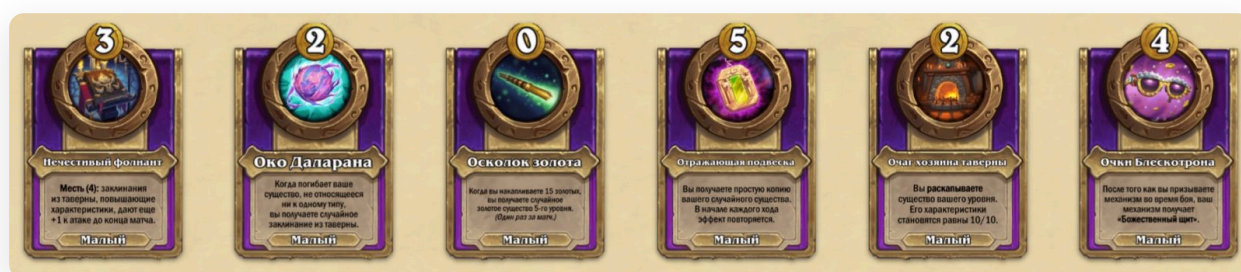 3
Нечестивый фолиант
Месть (4): заклинания
из таверны, повышающие
характеристики, дают еще
+1 к атаке до конца матча.
Малый
2
Око Даларана
Когда погибает ваше
существо, не относящееся
ни к одному типу,
вы получаете случайное
заклинание из таверны.
Малый
0
Осколок золота
Когда вы накапливаете 15 золотых,
вы получаете случайное
золотое существо 5-го уровня.
(Один раз за матч.)
Малый
5
Отражающая подвеска
Вы получаете простую копию
вашего случайного существа.
В начале каждого хода
эффект повторяется.
Малый
2
Очаг хозяина таверны
Вы раскапываете
существо вашего уровня.
Его характеристики
становятся равны 10/10.
Малый
4
Очки Блескотрона
После того как вы призываете
механизм во время боя, ваш
механизм получает
«Божественный щит».
Малый